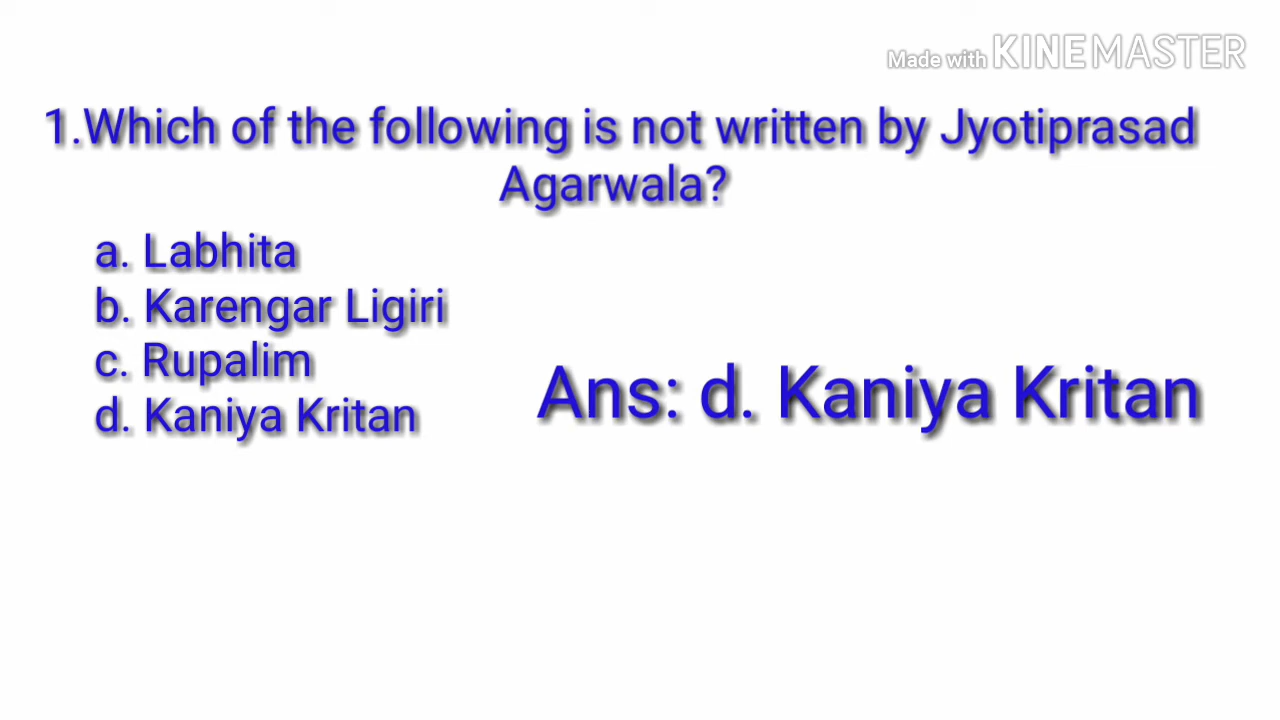 Made with KINEMASTER
1.Which of the following is not written by Jyotiprasad
Agarwala?
a. Labhita
b. Karengar Ligiri
c. Rupalim
d. Kaniya Kritan
Ans: d. Kaniya Kritan